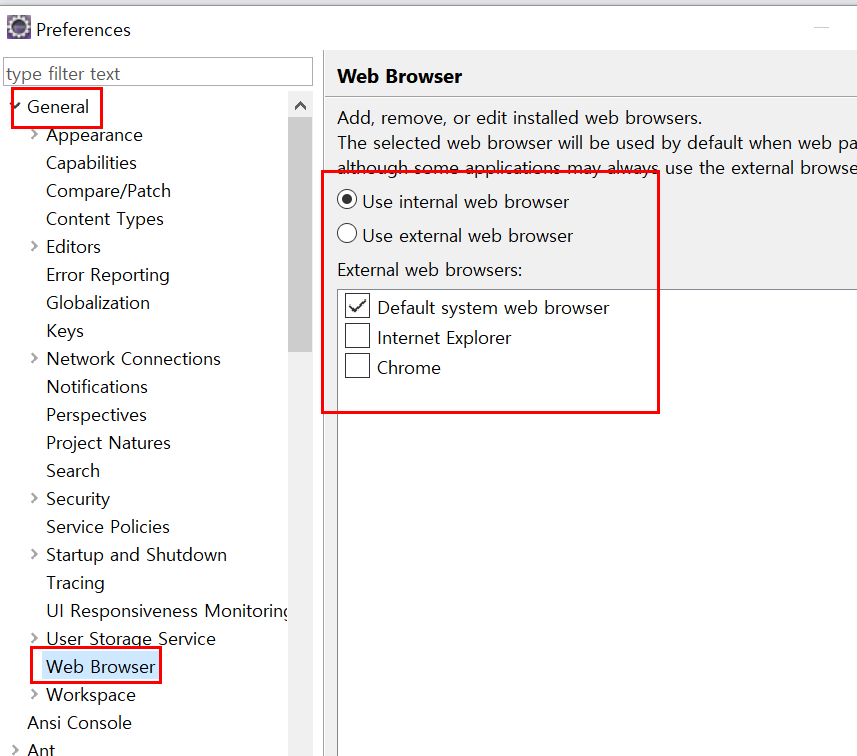 Preferences
type filter text
General
Appearance
Capabilities
Compare/Patch
Content Types
Editors
Error Reporting
Globalization
Keys
Network Connections
Notifications
Perspectives
Project Natures
Search
Security
Service Policies
Startup and Shutdown
Tracing
UI Responsiveness Monitoring
User Storage Service
Web Browser
Workspace
Ansi Console
Ant
Web Browser
Add, remove, or edit installed web browsers.
The selected web browser will be used by default when web pa
although some applications may always use the external browse
Use internal web browser
Use external web browser
External web browsers:
Default system web browser
Internet Explorer
Chrome